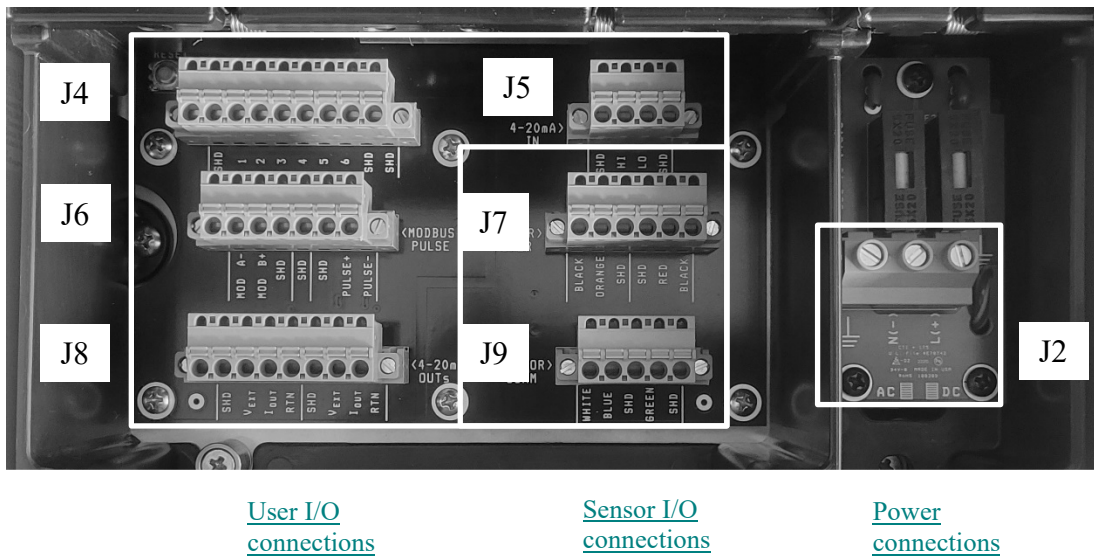 J4
J5
J6
J7
J8
J9
J2
4-20mA>
IN
SHD
1
2
3
4
5
6
SHD
SHD
SHD
HI
LO
SHD
<MODBUS
PULSE
MOD A-
MOD B+
SHD
SHD
SHD
PULSE+
PULSE-
BLACK
ORANGE
SHD
SHD
RED
BLACK
<4-20m
OUTs
SHD
VEXT
IOUT
RTN
SHD
VEXT
IOUT
RTN
WHITE
BLUE
SHD
GREEN
SHD
N(-)
L(+)
AC
DC
User I/O
connections
Sensor I/O
connections
Power
connections